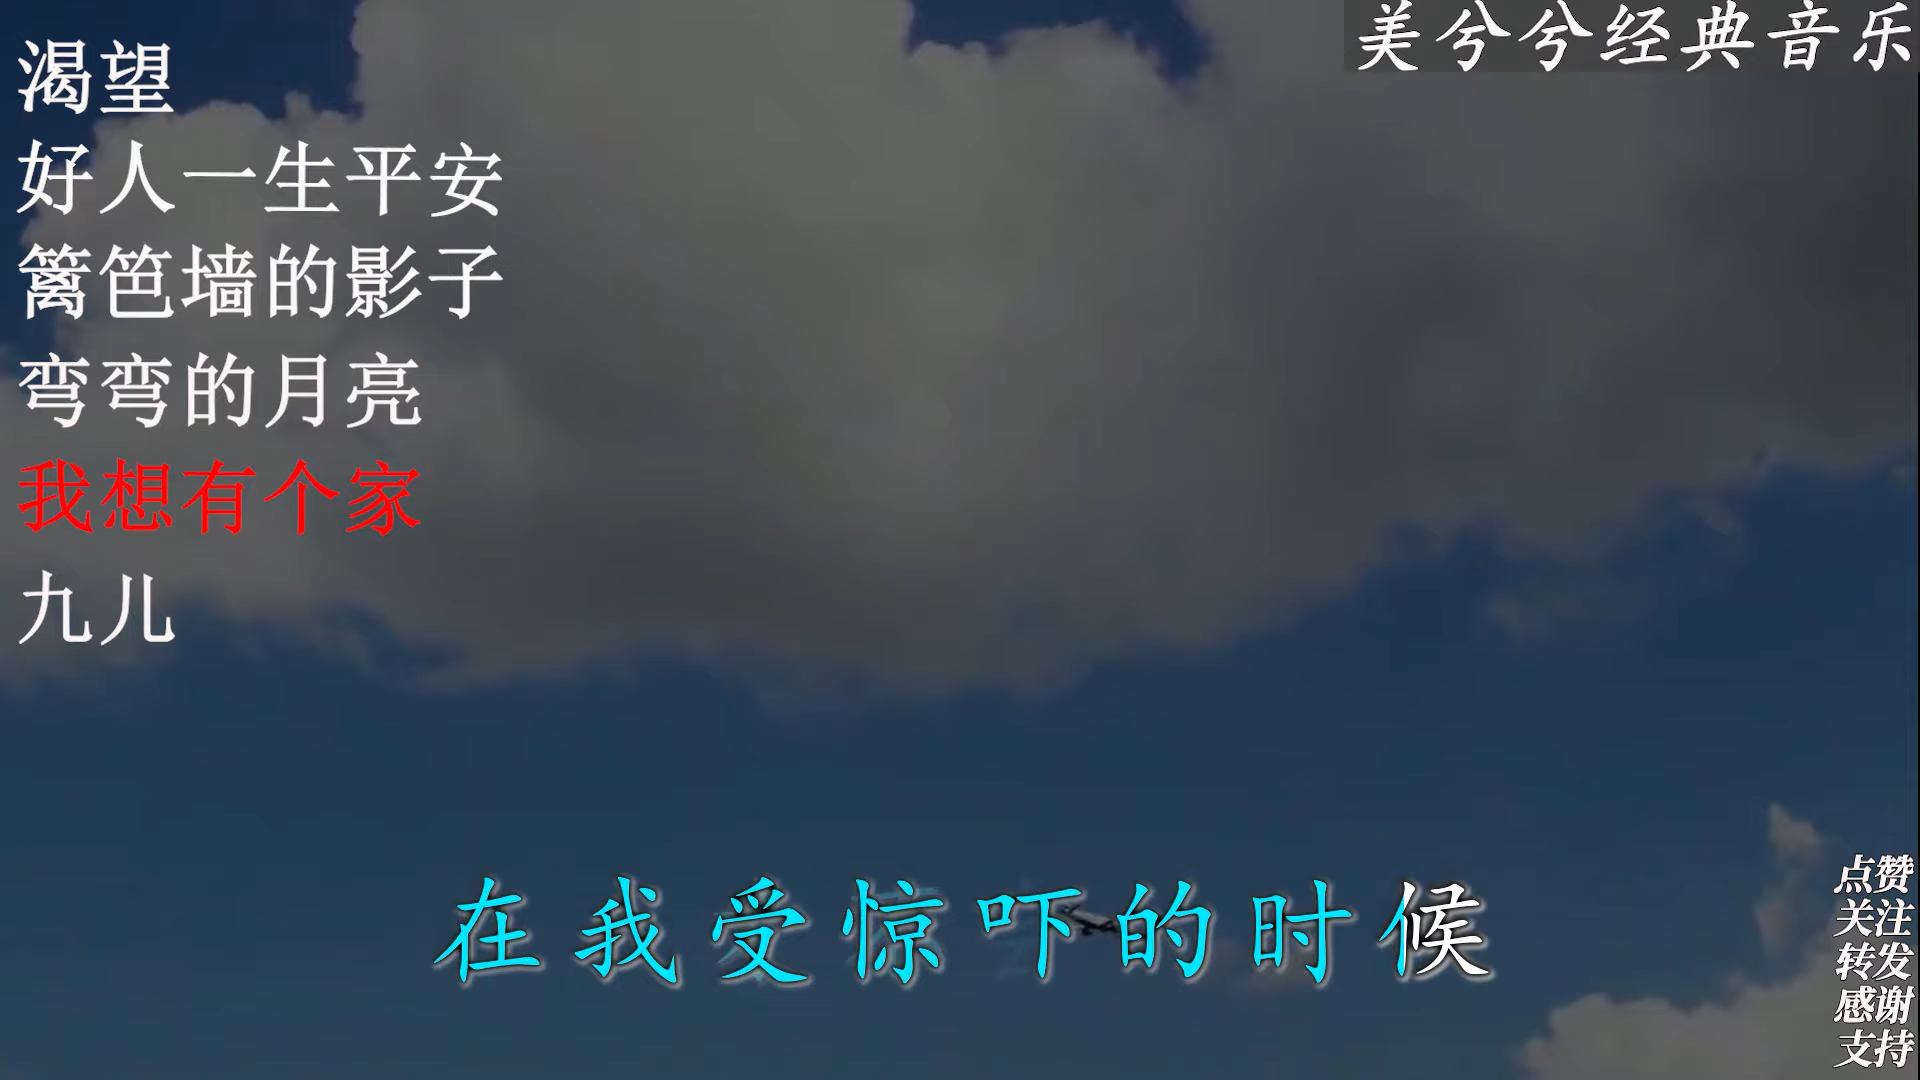 美兮兮经典音乐
渴望
好人一生平安
篱笆墙的影子
弯弯的月亮
我想有个家
九儿
在我受惊吓的时候
点赞
关注
转发
感谢
支持